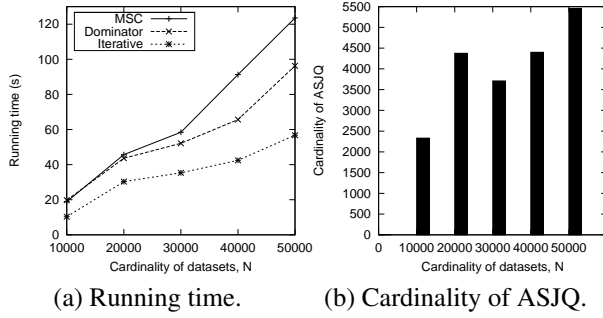 MSC
Dominator
Iterative
120
100
80
60
40
20
0
Running time (s)
10000 20000 30000 40000 50000
Cardinality of datasets, N
(a) Running time.
5500
5000
4500
4000
3500
3000
2500
2000
1500
1000
500
0
Cardinality of ASJQ
0 10000 20000 30000 40000 50000
Cardinality of datasets, N
(b) Cardinality of ASJQ.